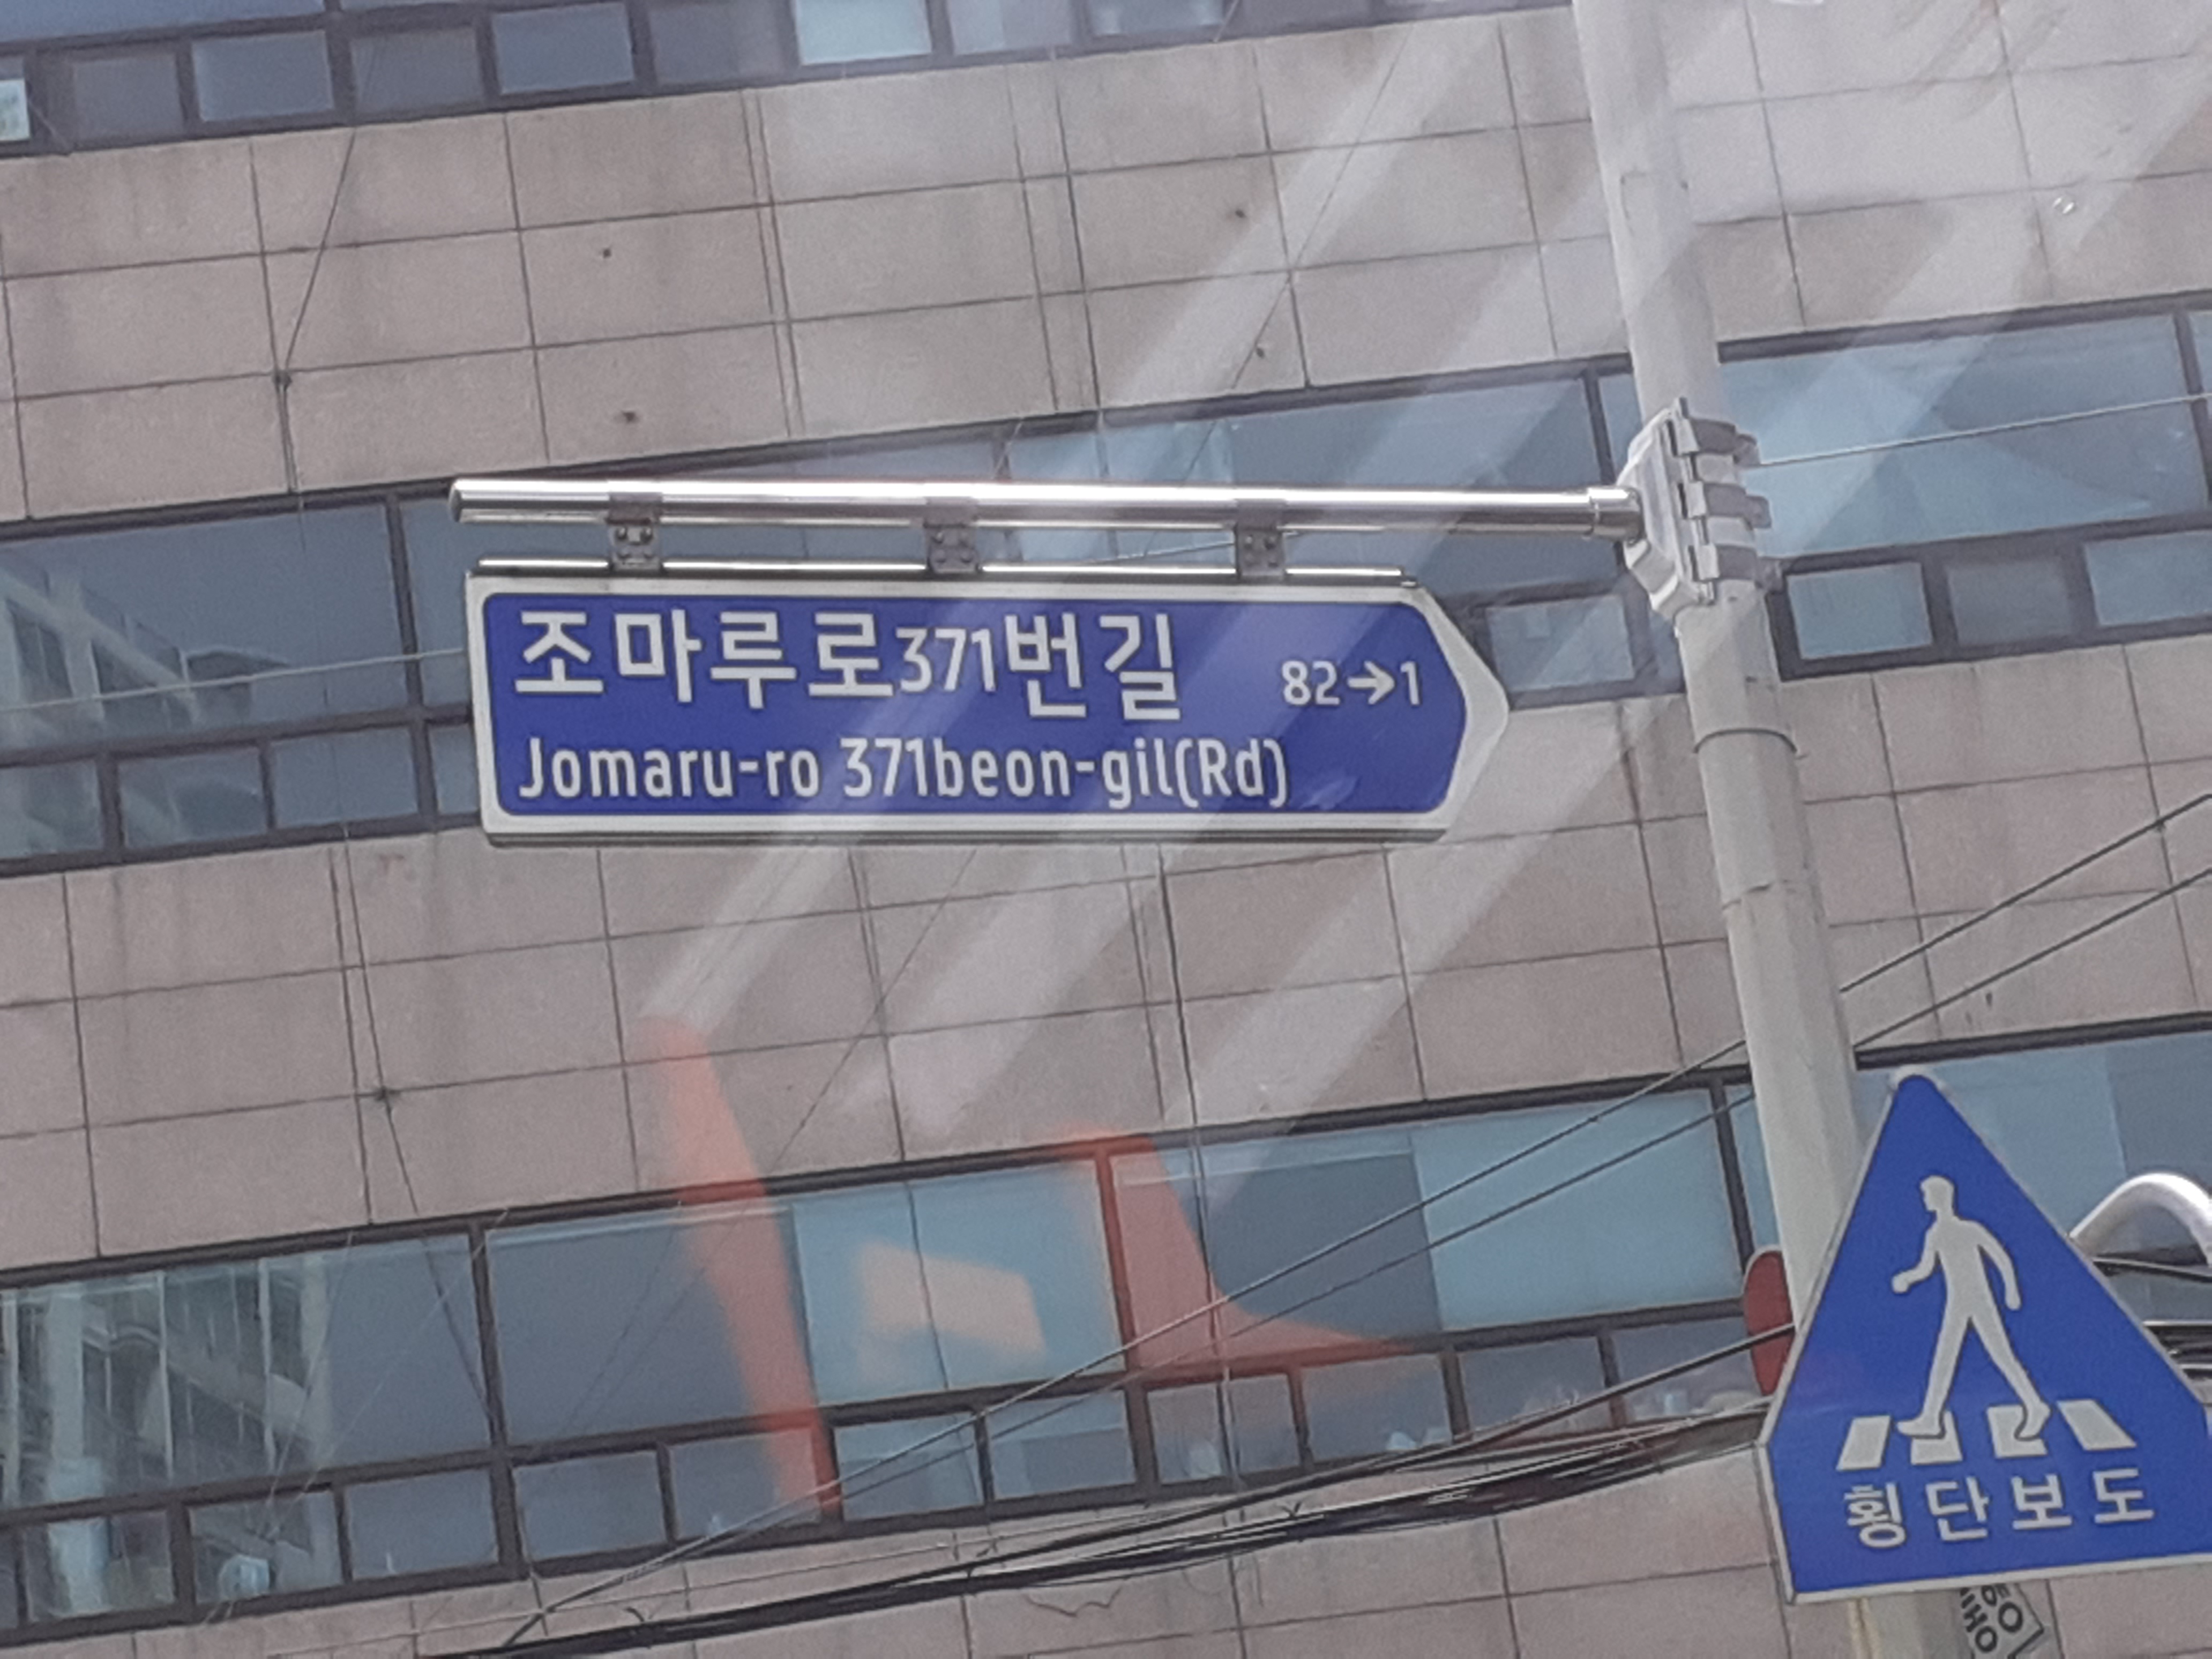 조마루로371번길 82→1
Jomaru-ro 371beon-gil(Rd)
횡단보도